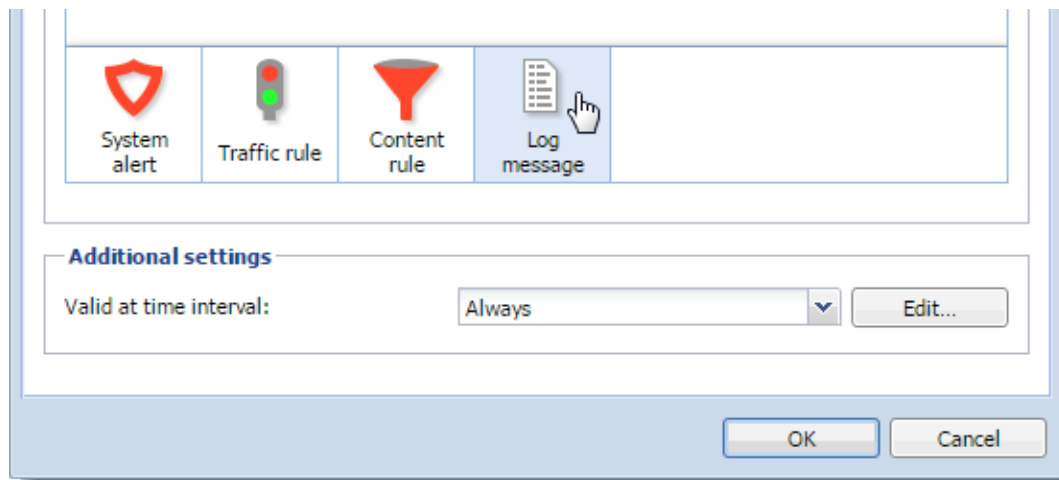 System
alert
Traffic rule
Content
rule
Log
message
Additional settings
Valid at time interval:
Always
Edit...
OK
Cancel